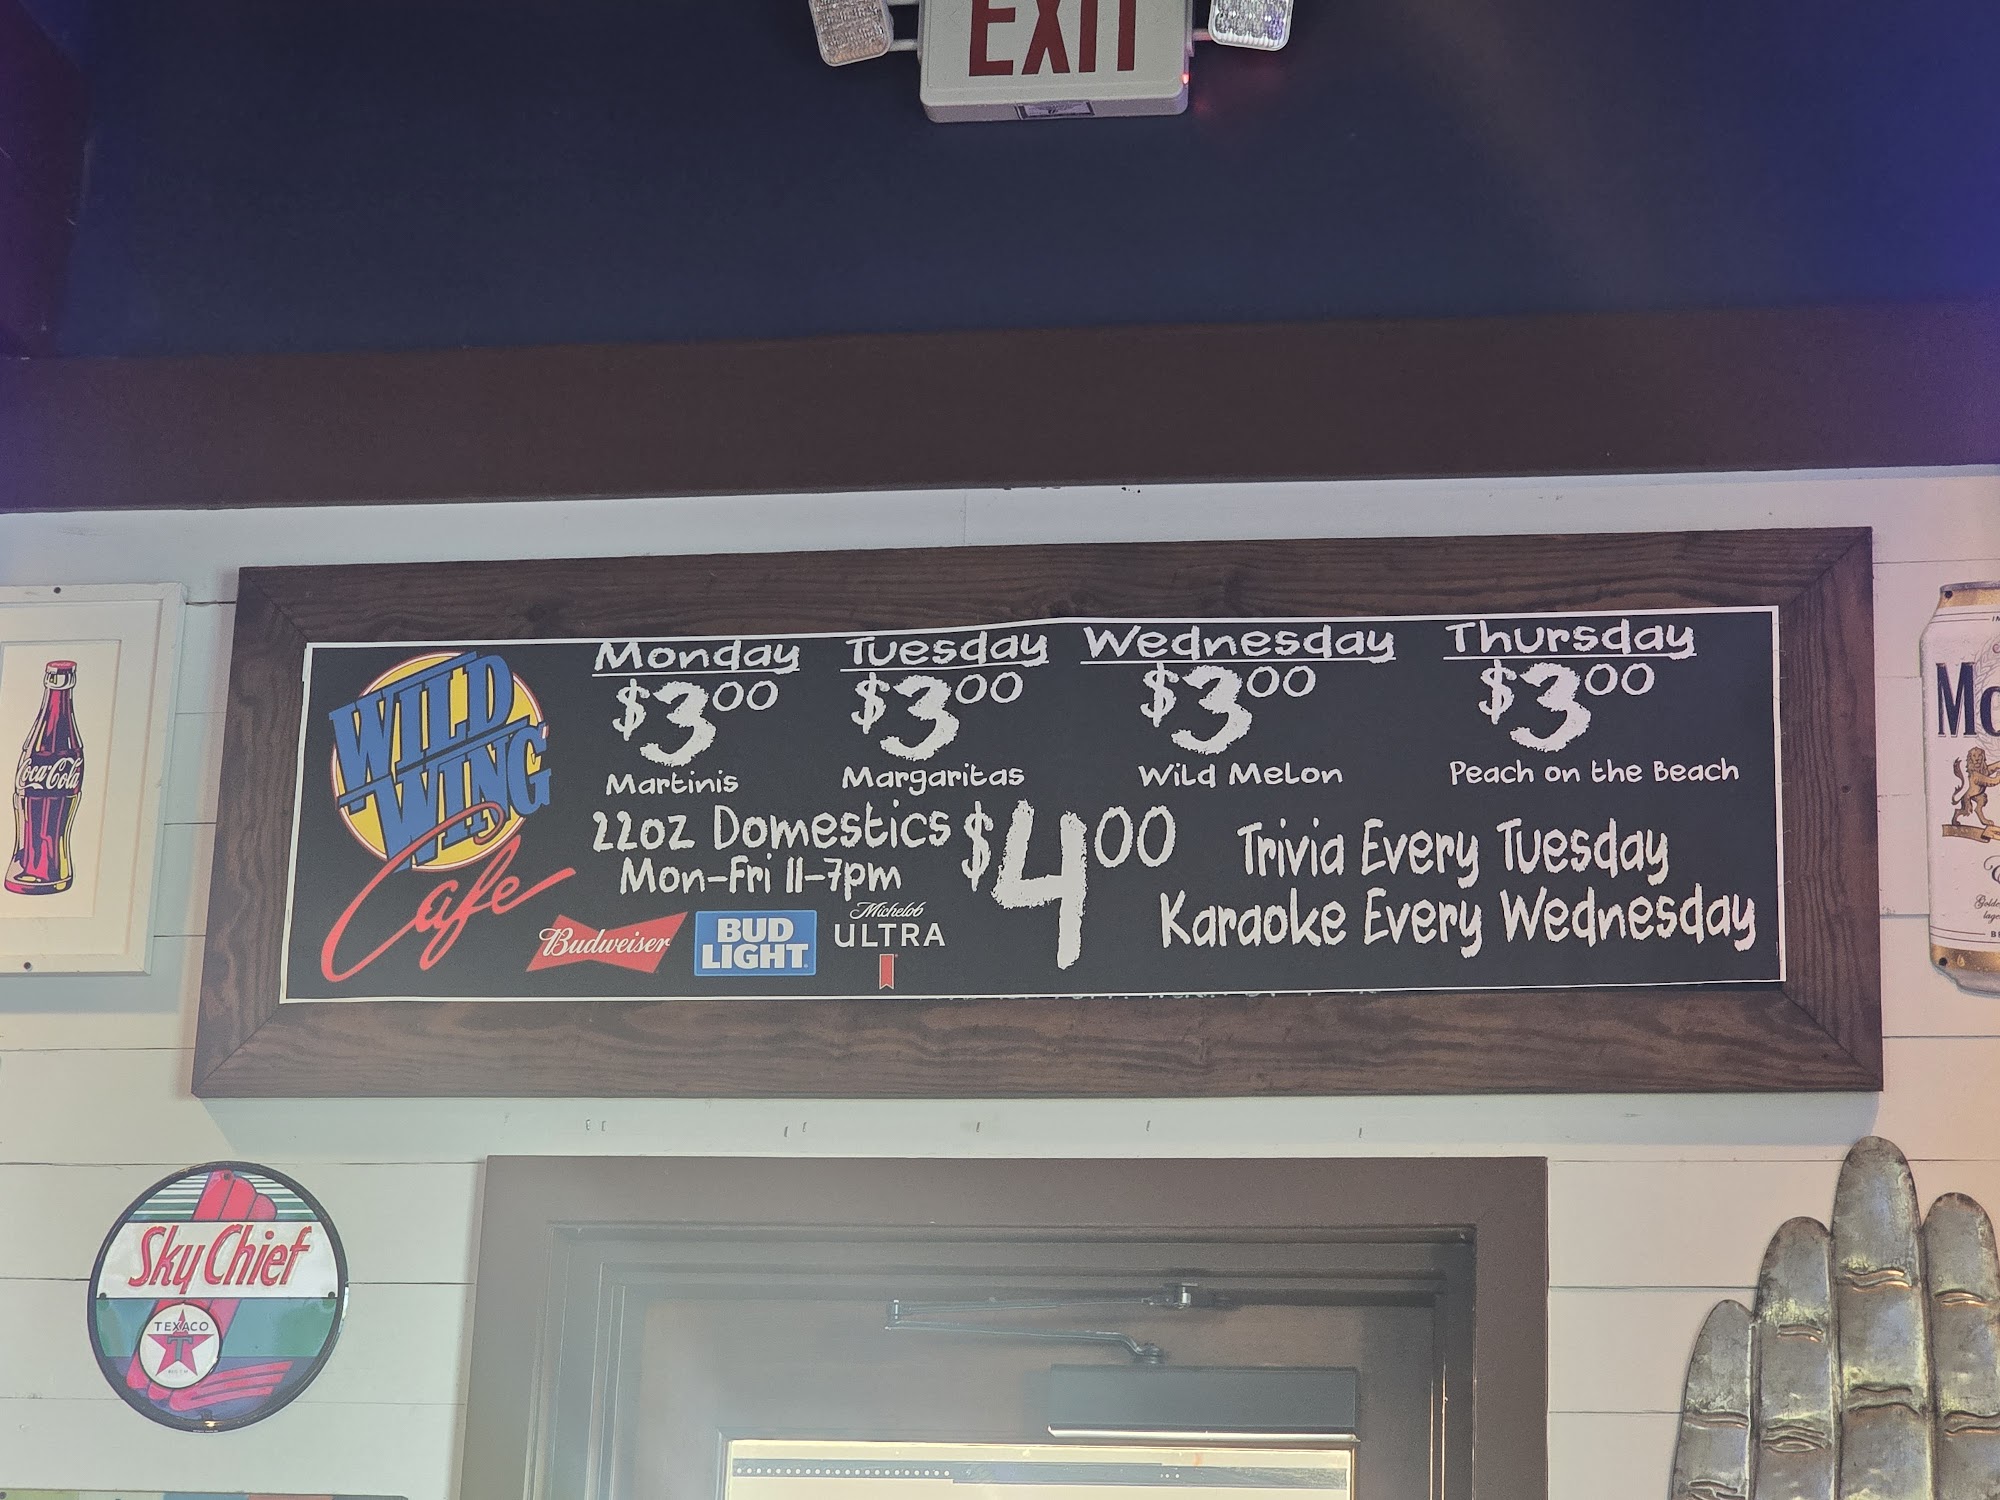 EXIT
Monday Tuesday Wednesday Thursday
$3.00 $3.00 $3.00 $3.00
Martinis Margaritas Wild Melon Peach on the Beach
WILD
WING
Cafe
22oz Domestics $4.00
Mon-Fri 11-7pm
Trivia Every Tuesday
Karaoke Every Wednesday
Budweiser
BUD
LIGHT
Michelob
ULTRA
Coca-Cola
Sky Chief
TEXACO
T